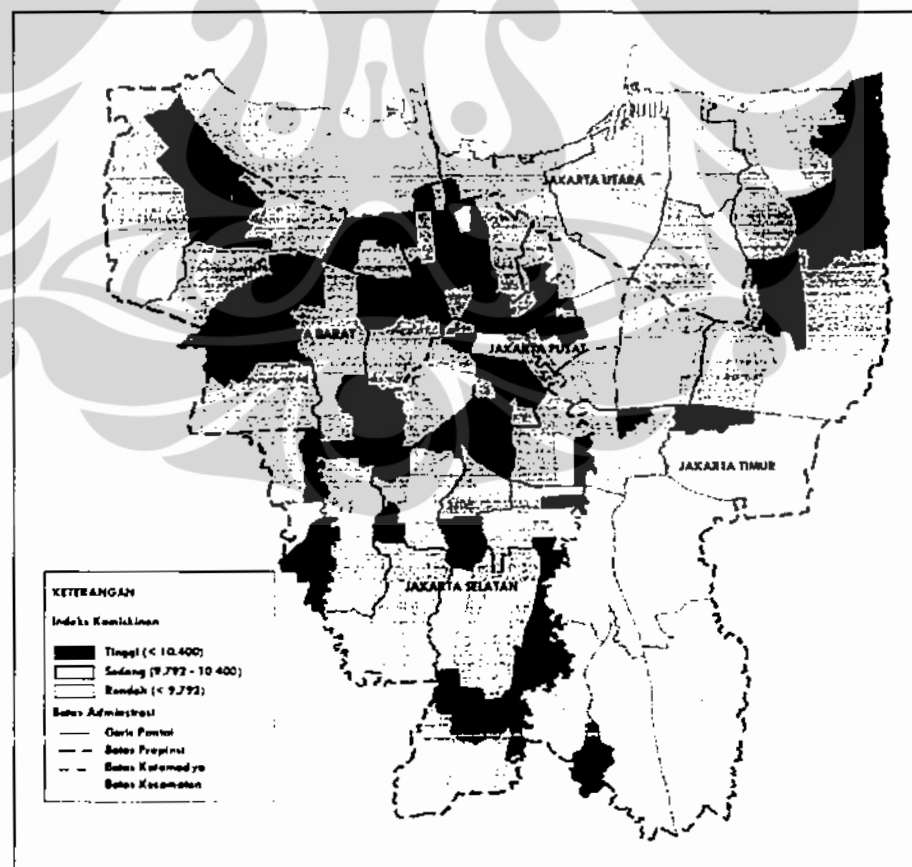 JAKARTA UTARA
BARAT
JAKARTA PUSAT
JAKARTA TIMUR
JAKARTA SELATAN
KETERANGAN
Indeks Kemiskinan
Tinggi (< 10.400)
Sedang (9.792 - 10 400)
Rendah (< 9.792)
Batas Adminstrasi
Garis Pantai
Batas Propinsi
Batas Kotamadya
Batas Kecamatan